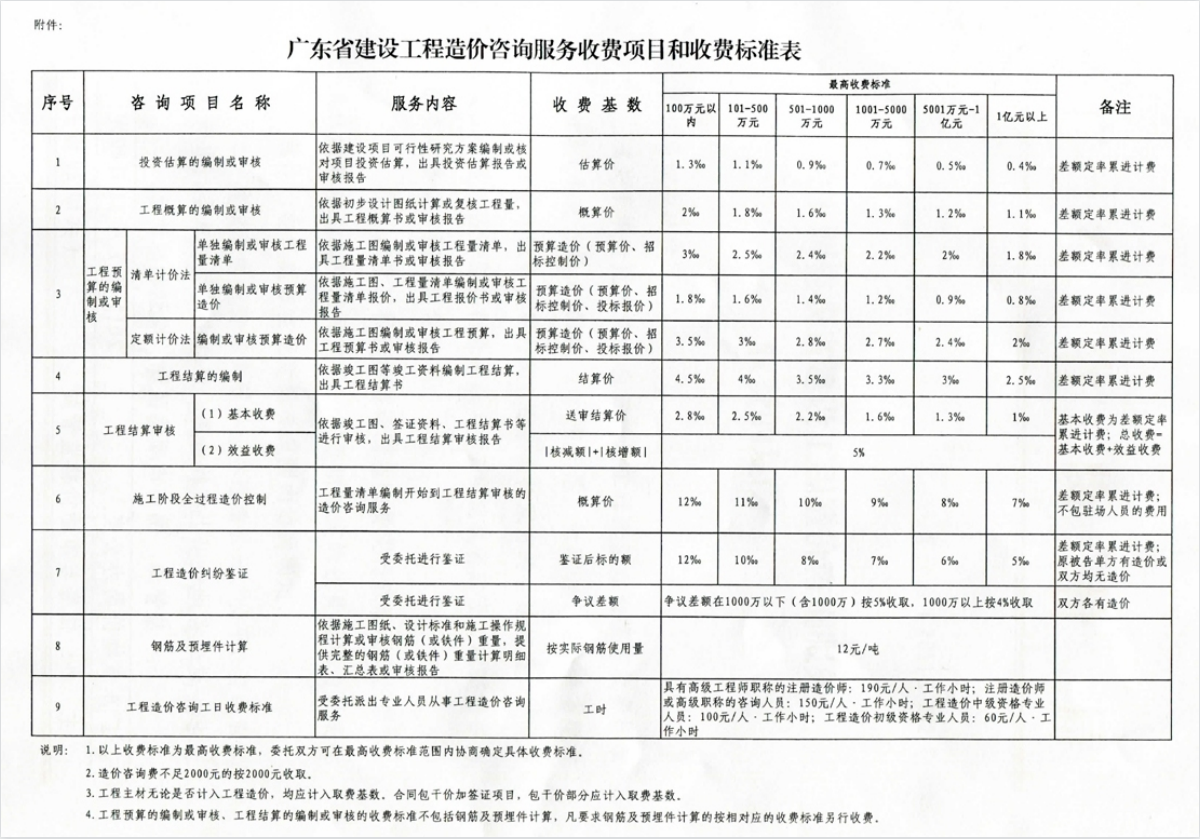 附件：
广东省建设工程造价咨询服务收费项目和收费标准表
序号 咨询项目名称 服务内容 收费基数 最高收费标准 备注
100万元以内 101-500万元 501-1000万元 1001-5000万元 5001万元-1亿元 1亿元以上
1 投资估算的编制或审核 依据建设项目可行性研究方案编制或核对项目投资估算，出具投资估算报告或审核报告 估算价 1.3‰ 1.1‰ 0.9‰ 0.7‰ 0.5‰ 0.4‰ 差额定率累进计费
2 工程概算的编制或审核 依据初步设计图纸计算或复核工程量，出具工程概算书或审核报告 概算价 2‰ 1.8‰ 1.6‰ 1.3‰ 1.2‰ 1.1‰ 差额定率累进计费
3 工程预算的编制或审核 清单计价法 单独编制或审核工程量清单 依据施工图编制或审核工程量清单，出具工程量清单书或审核报告 预算造价（预算价、招标控制价） 3‰ 2.5‰ 2.4‰ 2.2‰ 2‰ 1.8‰ 差额定率累进计费
单独编制或审核预算造价 依据施工图、工程量清单编制或审核工程量清单报价，出具工程报价书或审核报告 预算造价（预算价、招标控制价、投标报价） 1.8‰ 1.6‰ 1.4‰ 1.2‰ 0.9‰ 0.8‰ 差额定率累进计费
定额计价法 编制或审核预算造价 依据施工图编制或审核工程预算，出具工程预算书或审核报告 预算造价（预算价、招标控制价、投标报价） 3.5‰ 3‰ 2.8‰ 2.7‰ 2.4‰ 2‰ 差额定率累进计费
4 工程结算的编制 依据竣工图等竣工资料编制工程结算，出具工程结算书 结算价 4.5‰ 4‰ 3.5‰ 3.3‰ 3‰ 2.5‰ 差额定率累进计费
5 工程结算审核 （1）基本收费 依据竣工图、签证资料、工程结算书等进行审核，出具工程结算审核报告 送审结算价 2.8‰ 2.5‰ 2.2‰ 1.6‰ 1.3‰ 1‰ 基本收费为差额定率累进计费；总收费=基本收费+效益收费
（2）效益收费 |核减额|+|核增额| 5%
6 施工阶段全过程造价控制 工程量清单编制开始到工程结算审核的造价咨询服务 概算价 12‰ 11‰ 10‰ 9‰ 8‰ 7‰ 差额定率累进计费；不包驻场人员的费用
7 工程造价纠纷鉴证 受委托进行鉴证 鉴证后标的额 12‰ 10‰ 8‰ 7‰ 6‰ 5‰ 差额定率累进计费；原被告单方有造价或双方均无造价
受委托进行鉴证 争议差额 争议差额在1000万以下（含1000万）按5%收取，1000万以上按4%收取 双方各有造价
8 钢筋及预埋件计算 依据施工图纸、设计标准和施工操作规程计算或审核钢筋（或铁件）重量，提供完整的钢筋（或铁件）重量计算明细表、汇总表或审核报告 按实际钢筋使用量 12元/吨
9 工程造价咨询工日收费标准 受委托派出专业人员从事工程造价咨询服务 工时 具有高级工程师职称的注册造价师：190元/人·工作小时；注册造价师或高级职称的咨询人员：150元/人·工作小时；工程造价中级资格专业人员：100元/人·工作小时；工程造价初级资格专业人员：60元/人·工作小时
说明： 1.以上收费标准为最高收费标准，委托双方可在最高收费标准范围内协商确定具体收费标准。
2.造价咨询费不足2000元的按2000元收取。
3.工程主材无论是否计入工程造价，均应计入取费基数。合同包干价加签证项目，包干价部分应计入取费基数。
4.工程预算的编制或审核、工程结算的编制或审核的收费标准不包括钢筋及预埋件计算，凡要求钢筋及预埋件计算的按相对应的收费标准另行收费。